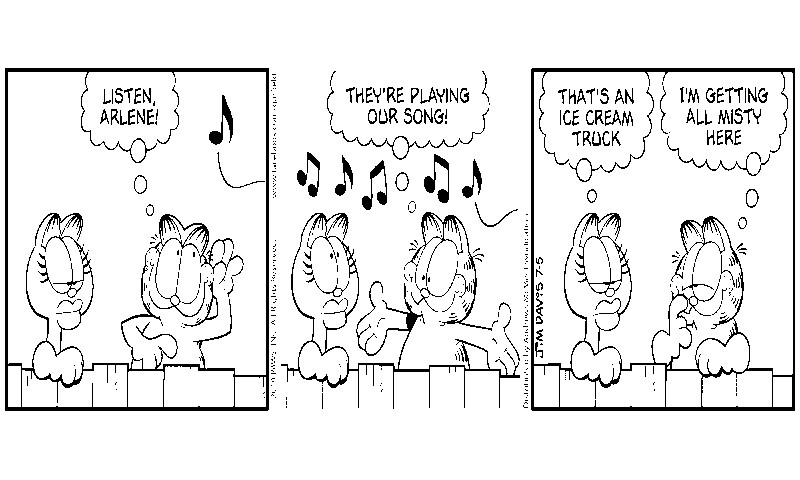 LISTEN,
ARLENE!
THEY'RE PLAYING
OUR SONG!
THAT'S AN
ICE CREAM
TRUCK
I'M GETTING
ALL MISTY
HERE
JIM DAVIS 7-5